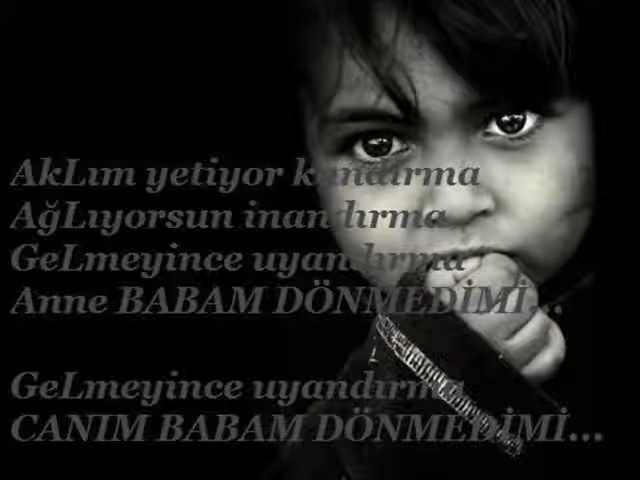 AkLım yetiyor kandırma
AğLıyorsun inandırma
GeLmeyince uyandırma
Anne BABAM DÖNMEDİMİ...
GeLmeyince uyandırma
CANIM BABAM DÖNMEDİMİ...